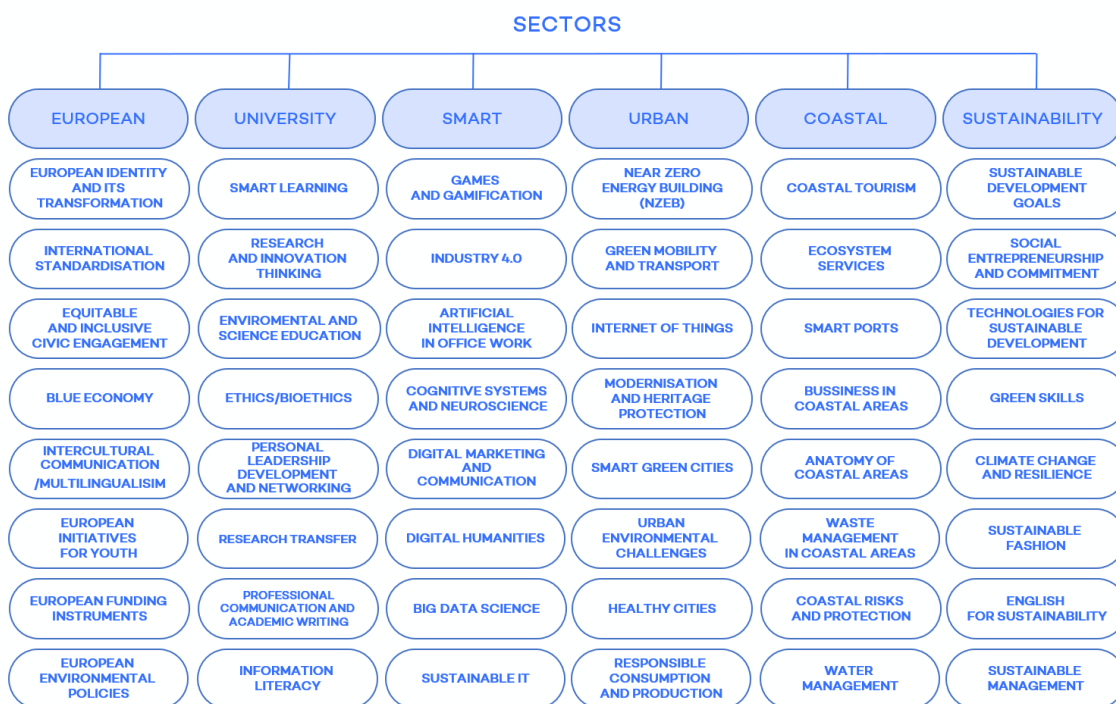 SECTORS
EUROPEAN
UNIVERSITY
SMART
URBAN
COASTAL
SUSTAINABILITY
EUROPEAN IDENTITY
AND ITS
TRANSFORMATION
SMART LEARNING
GAMES
AND GAMIFICATION
NEAR ZERO
ENERGY BUILDING
(NZEB)
COASTAL TOURISM
SUSTAINABLE
DEVELOPMENT
GOALS
INTERNATIONAL
STANDARDISATION
RESEARCH
AND INNOVATION
THINKING
INDUSTRY 4.0
GREEN MOBILITY
AND TRANSPORT
ECOSYSTEM
SERVICES
SOCIAL
ENTREPRENEURSHIP
AND COMMITMENT
EQUITABLE
AND INCLUSIVE
CIVIC ENGAGEMENT
ENVIROMENTAL AND
SCIENCE EDUCATION
ARTIFICIAL
INTELLIGENCE
IN OFFICE WORK
INTERNET OF THINGS
SMART PORTS
TECHNOLOGIES FOR
SUSTAINABLE
DEVELOPMENT
BLUE ECONOMY
ETHICS/BIOETHICS
COGNITIVE SYSTEMS
AND NEUROSCIENCE
MODERNISATION
AND HERITAGE
PROTECTION
BUSSINESS IN
COASTAL AREAS
GREEN SKILLS
INTERCULTURAL
COMMUNICATION
/MULTILINGUALISIM
PERSONAL
LEADERSHIP
DEVELOPMENT
AND NETWORKING
DIGITAL MARKETING
AND
COMMUNICATION
SMART GREEN CITIES
ANATOMY OF
COASTAL AREAS
CLIMATE CHANGE
AND RESILIENCE
EUROPEAN
INITIATIVES
FOR YOUTH
RESEARCH TRANSFER
DIGITAL HUMANITIES
URBAN
ENVIRONMENTAL
CHALLENGES
WASTE
MANAGEMENT
IN COASTAL AREAS
SUSTAINABLE
FASHION
EUROPEAN FUNDING
INSTRUMENTS
PROFESSIONAL
COMMUNICATION AND
ACADEMIC WRITING
BIG DATA SCIENCE
HEALTHY CITIES
COASTAL RISKS
AND PROTECTION
ENGLISH
FOR SUSTAINABILITY
EUROPEAN
ENVIRONMENTAL
POLICIES
INFORMATION
LITERACY
SUSTAINABLE IT
RESPONSIBLE
CONSUMPTION
AND PRODUCTION
WATER
MANAGEMENT
SUSTAINABLE
MANAGEMENT